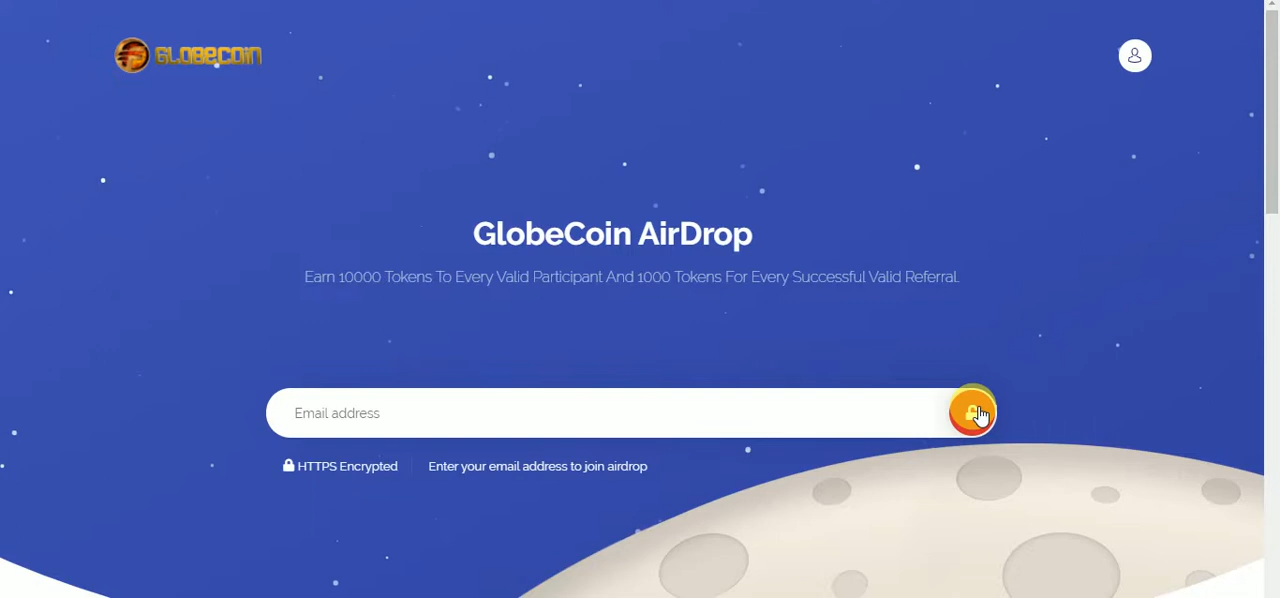 GLOBECOIN
GlobeCoin AirDrop
Earn 10000 Tokens To Every Valid Participant And 1000 Tokens For Every Successful Valid Referral.
Email address
HTTPS Encrypted
Enter your email address to join airdrop